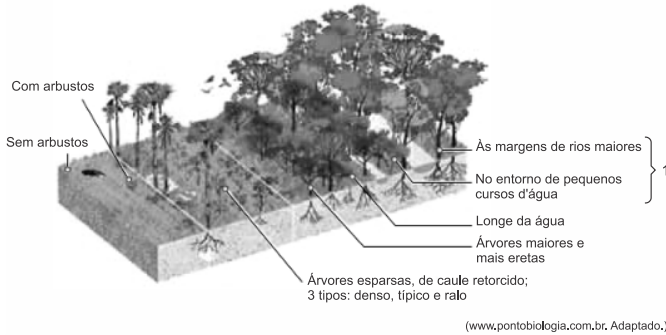 Com arbustos
Sem arbustos
Às margens de rios maiores
No entorno de pequenos
cursos d'água
1
Longe da água
Árvores maiores e
mais eretas
Árvores esparsas, de caule retorcido;
3 tipos: denso, típico e ralo
(www.pontobiologia.com.br. Adaptado.)